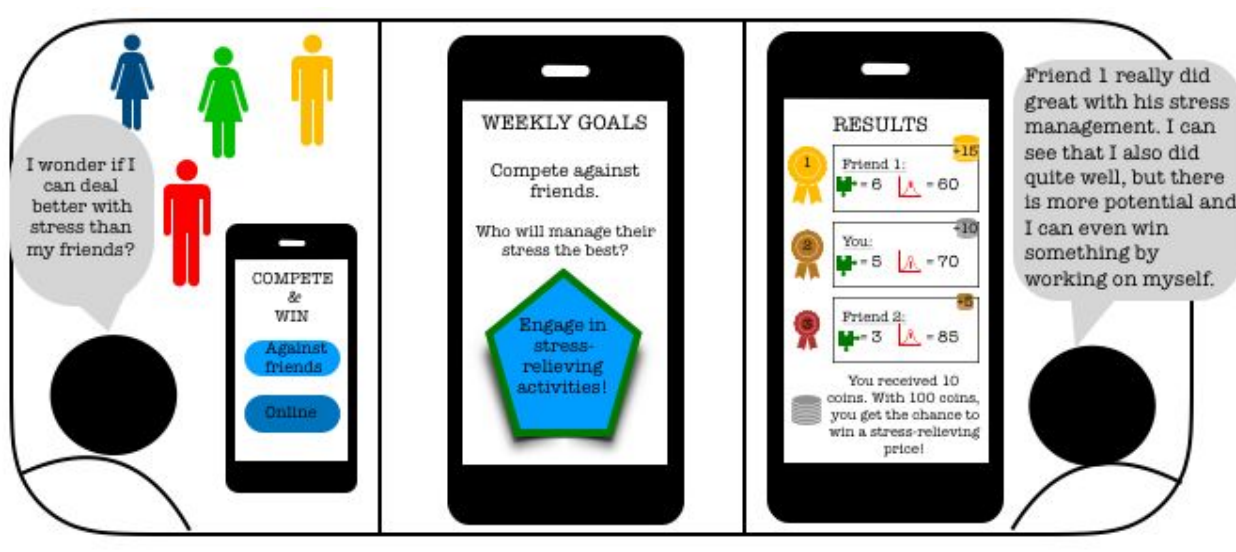 I wonder if I
can deal
better with
stress than
my friends?
COMPETE
&
WIN
Against
friends
Online
WEEKLY GOALS
Compete against
friends.
Who will manage their
stress the best?
Engage in
stress-
relieving
activities!
RESULTS
1
+15
Friend 1:
= 6 = 60
2
+10
You:
= 5 = 70
3
+5
Friend 2:
= 3 = 85
You received 10
coins. With 100 coins,
you get the chance to
win a stress-relieving
price!
Friend 1 really did
great with his stress
management. I can
see that I also did
quite well, but there
is more potential and
I can even win
something by
working on myself.